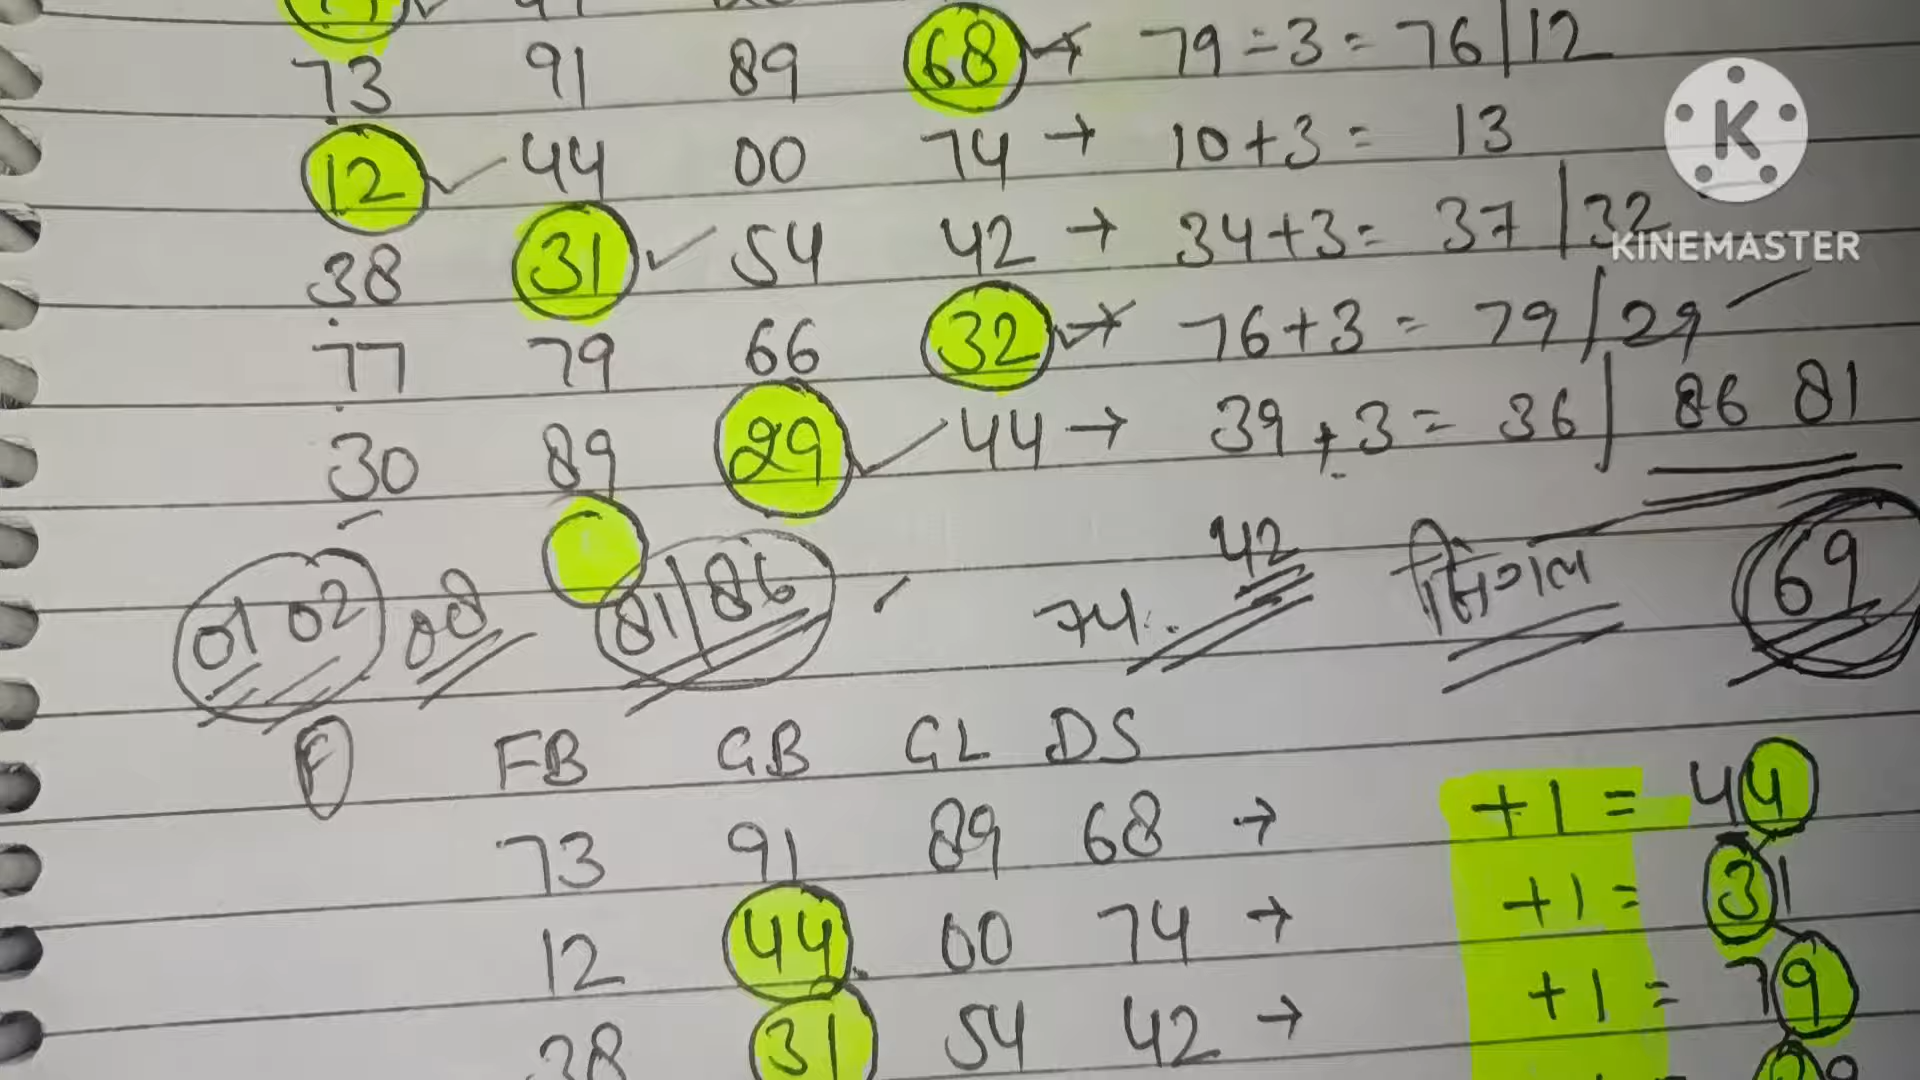 73 91 89 68 → 79 - 3 = 76 | 12
12 ✓ 44 00 74 → 10 + 3 = 13
38 31 ✓ 54 42 → 34 + 3 = 37 | 32
77 79 66 32 → 76 + 3 = 79 | 29
30 89 29 ✓ 44 → 39 + 3 = 36 | 86 81
01 02 81 | 86 74 42 सिंगल 69
F FB GB GL DS
73 91 89 68 → + 1 = 44
12 44 00 74 → + 1 = 31
38 31 54 42 → + 1 = 79
K
KINEMASTER